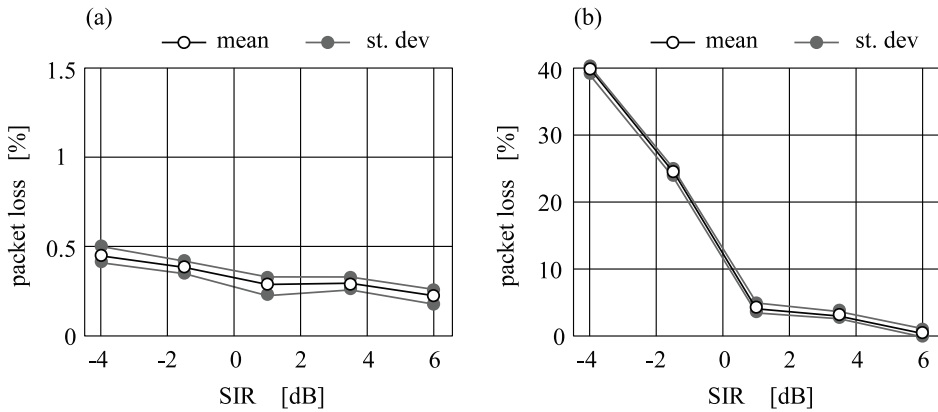 (a)
mean st. dev
packet loss [%]
1.5
1
0.5
0
-4 -2 0 2 4 6
SIR [dB]
(b)
mean st. dev
packet loss [%]
40
30
20
10
0
-4 -2 0 2 4 6
SIR [dB]